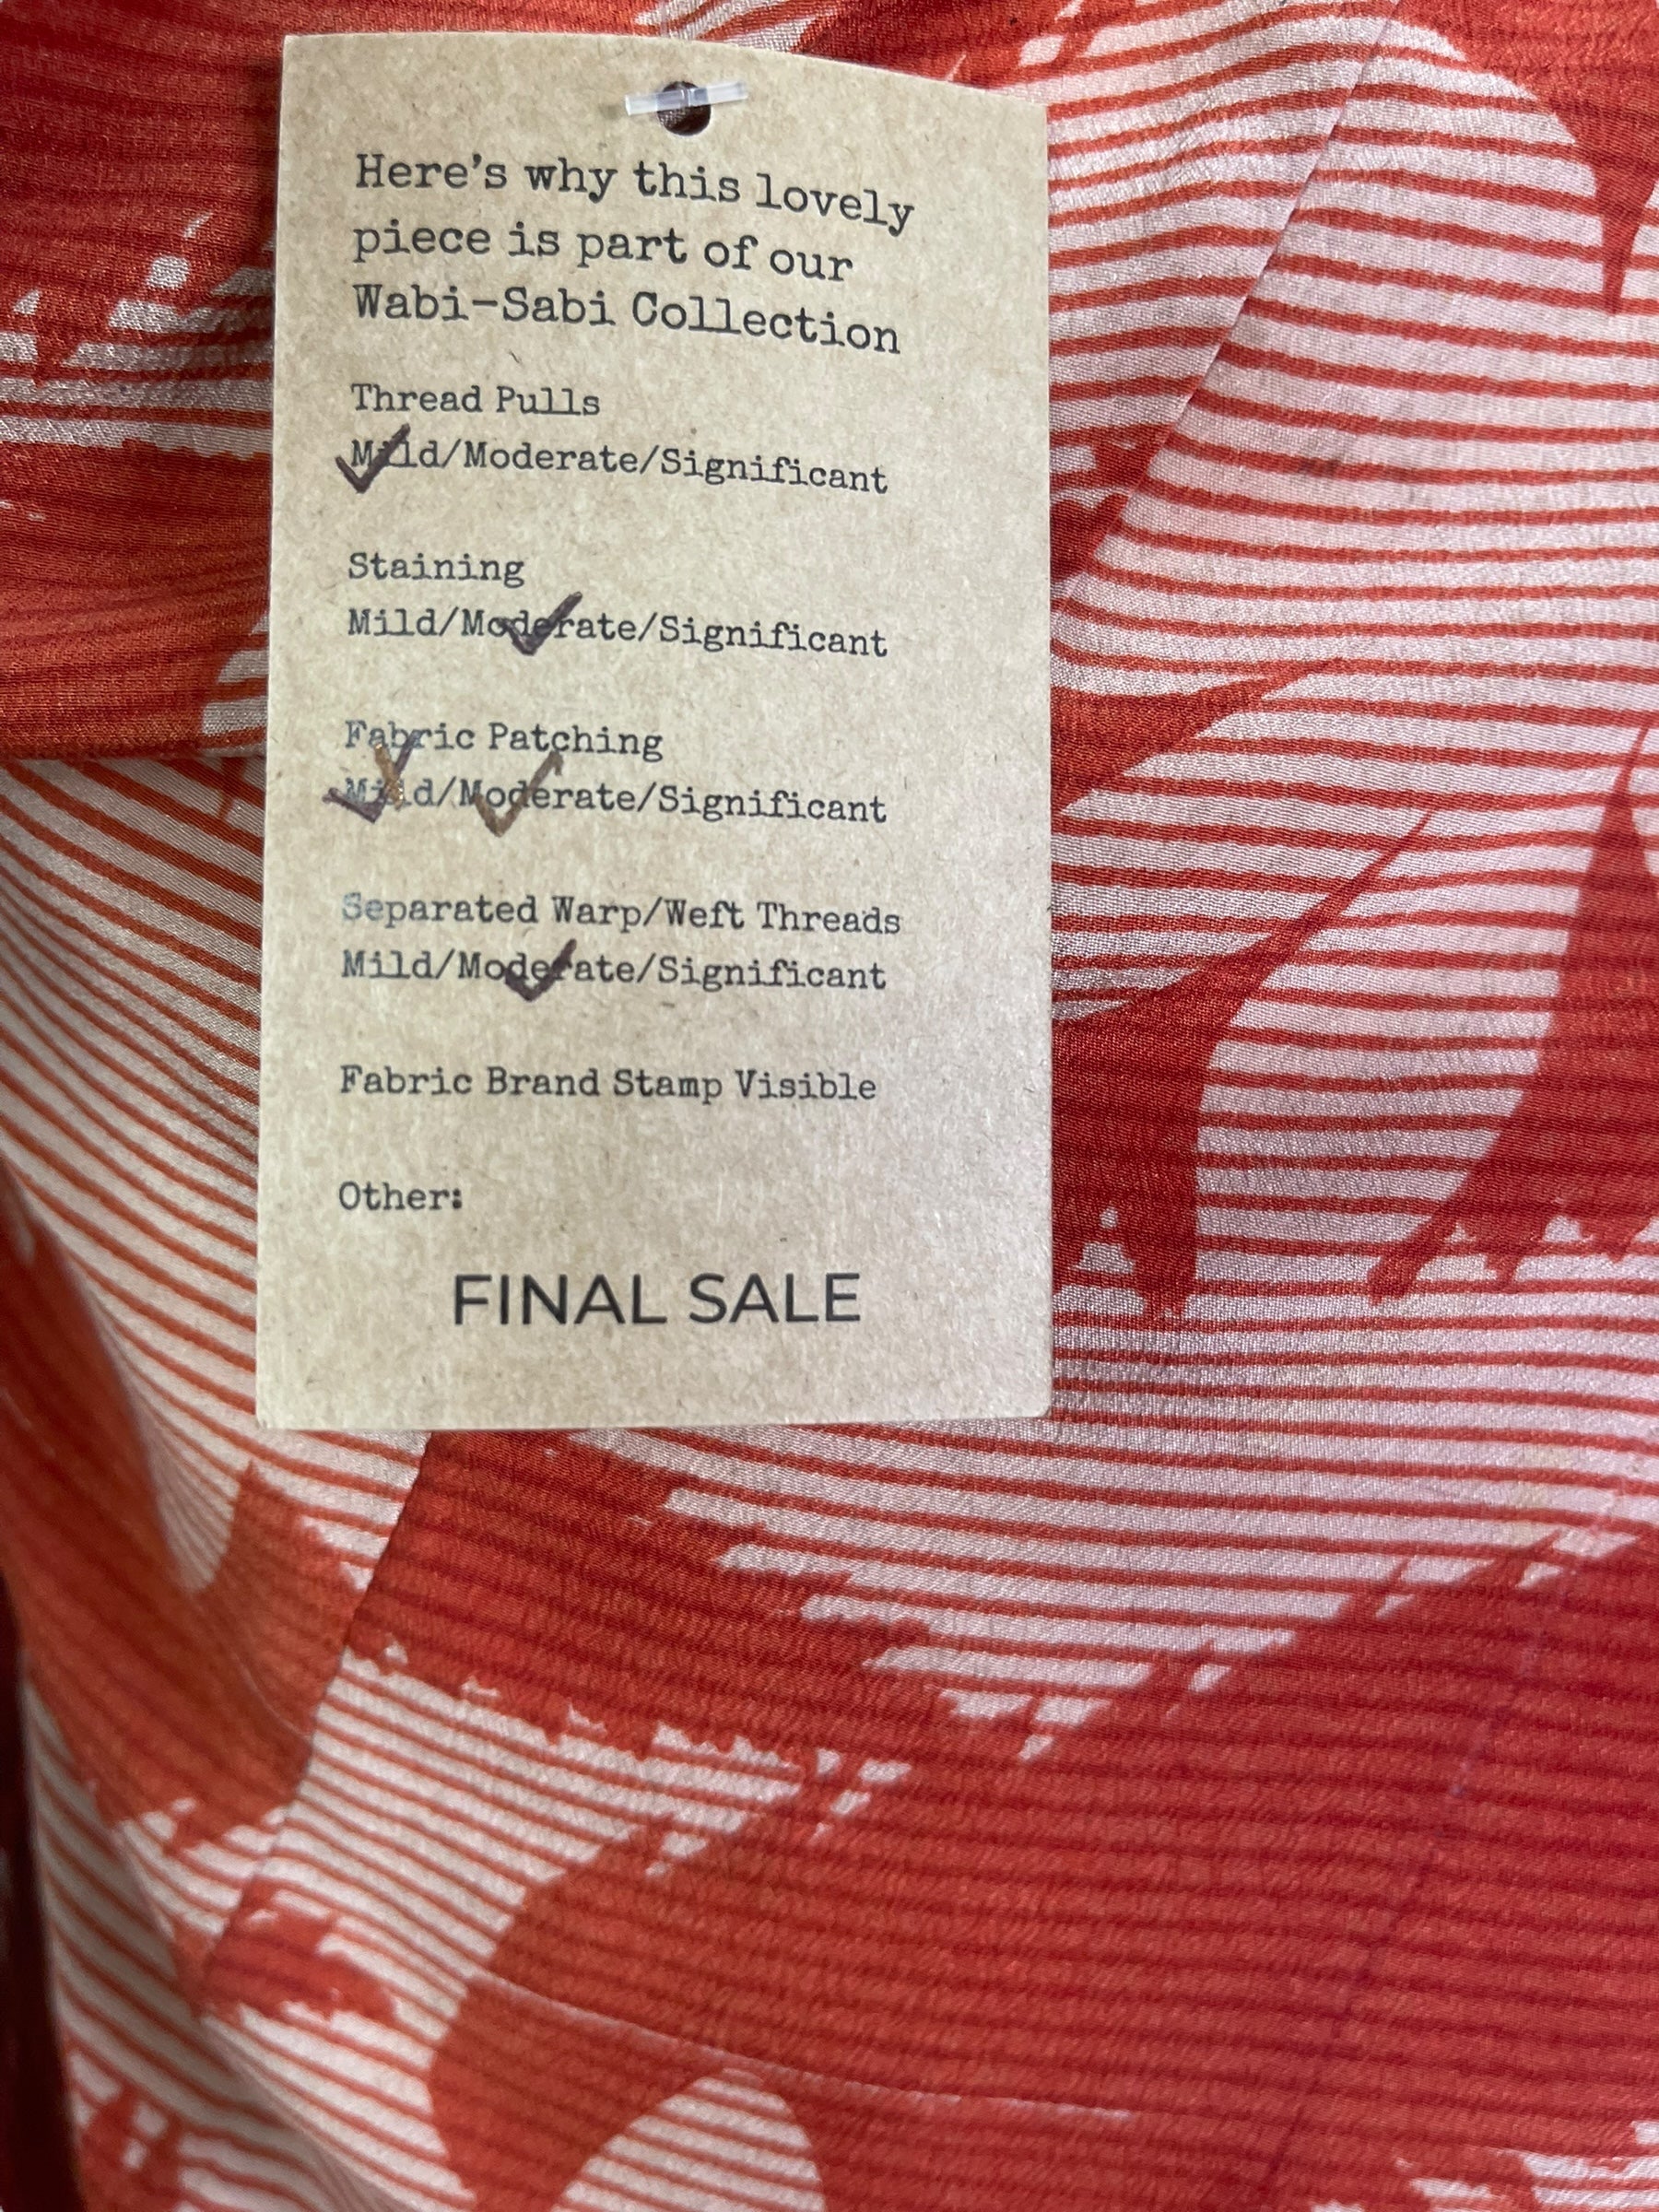 Here's why this lovely
piece is part of our
Wabi-Sabi Collection
Thread Pulls
Mild/Moderate/Significant
Staining
Mild/Moderate/Significant
Fabric Patching
Mild/Moderate/Significant
Separated Warp/Weft Threads
Mild/Moderate/Significant
Fabric Brand Stamp Visible
Other:
FINAL SALE